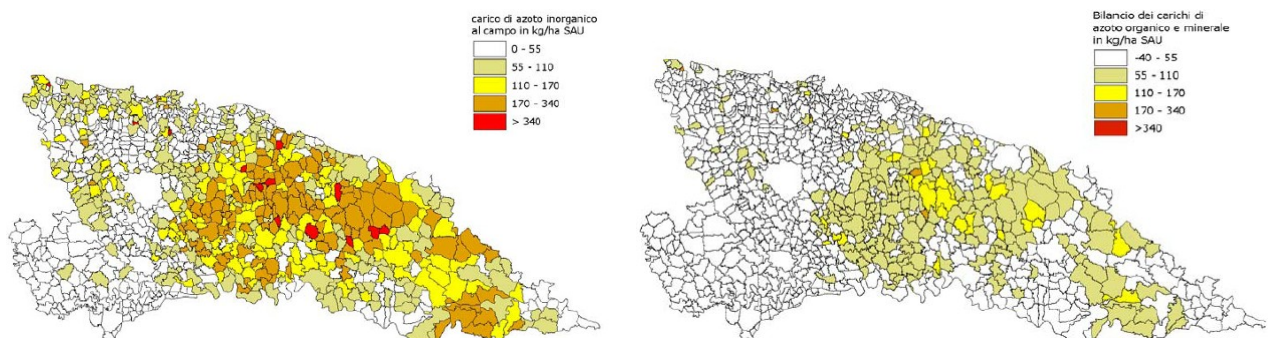 carico di azoto inorganico
al campo in kg/ha SAU
0 - 55
55 - 110
110 - 170
170 - 340
> 340
Bilancio dei carichi di
azoto organico e minerale
in kg/ha SAU
-40 - 55
55 - 110
110 - 170
170 - 340
>340